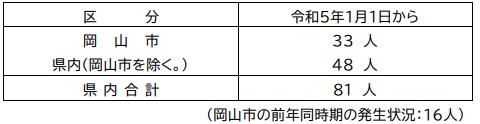 区　　　分　令和5年1月1日から
岡　山　市　33 人
県内(岡山市を除く。)　48 人
県 内 合 計　81 人
(岡山市の前年同時期の発生状況：16人)